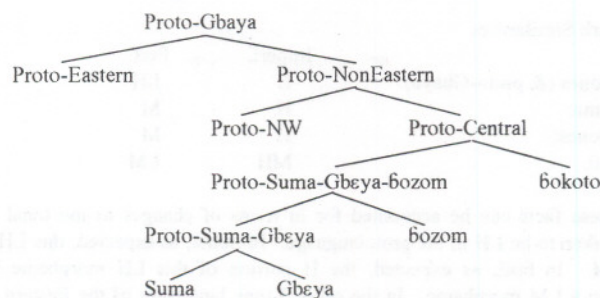 Proto-Gbaya
Proto-Eastern Proto-NonEastern
Proto-NW Proto-Central
Proto-Suma-Gbɛya-ɓozom ɓokoto
Proto-Suma-Gbɛya ɓozom
Suma Gbɛya